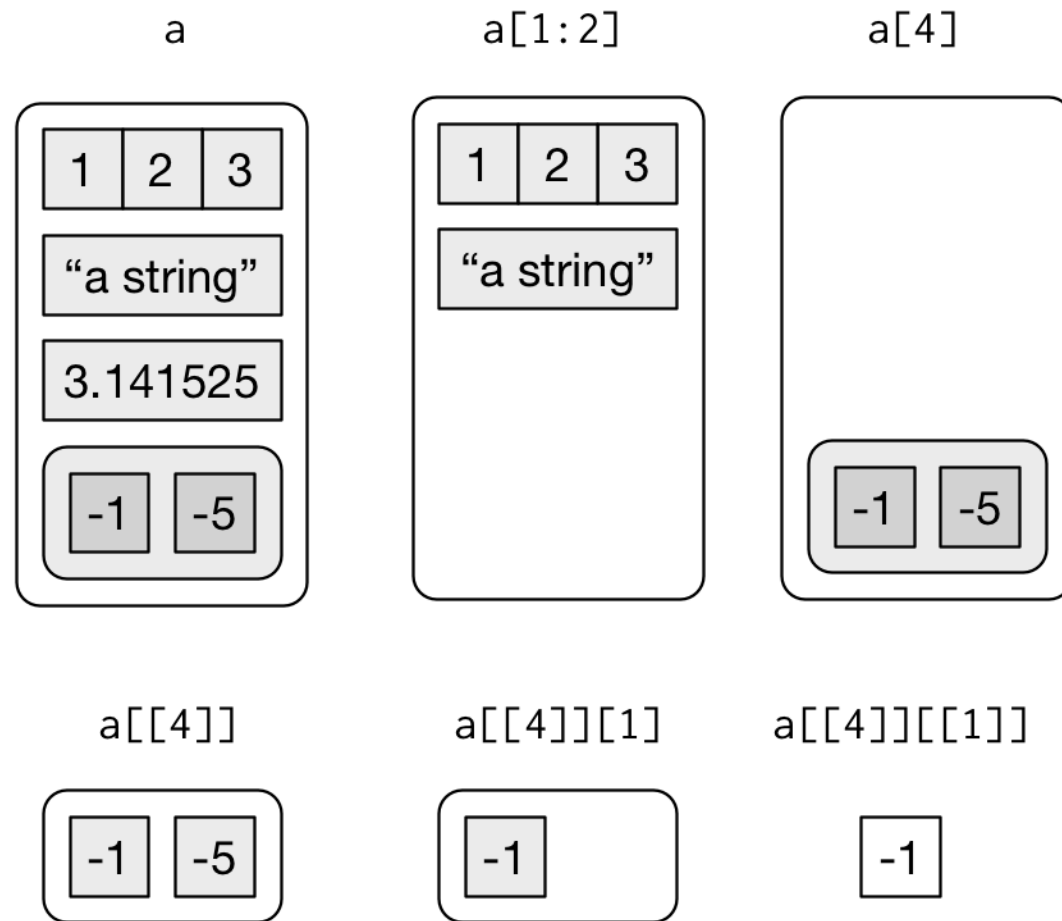 a
a[1:2]
a[4]
1 2 3
“a string”
3.141525
-1 -5
1 2 3
“a string”
-1 -5
a[[4]]
a[[4]][1]
a[[4]][[1]]
-1 -5
-1
-1